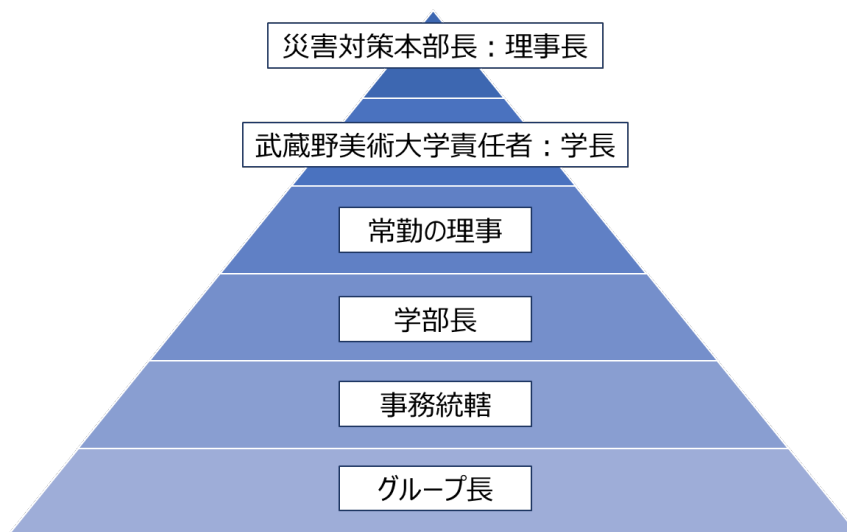 災害対策本部長：理事長
武蔵野美術大学責任者：学長
常勤の理事
学部長
事務統轄
グループ長